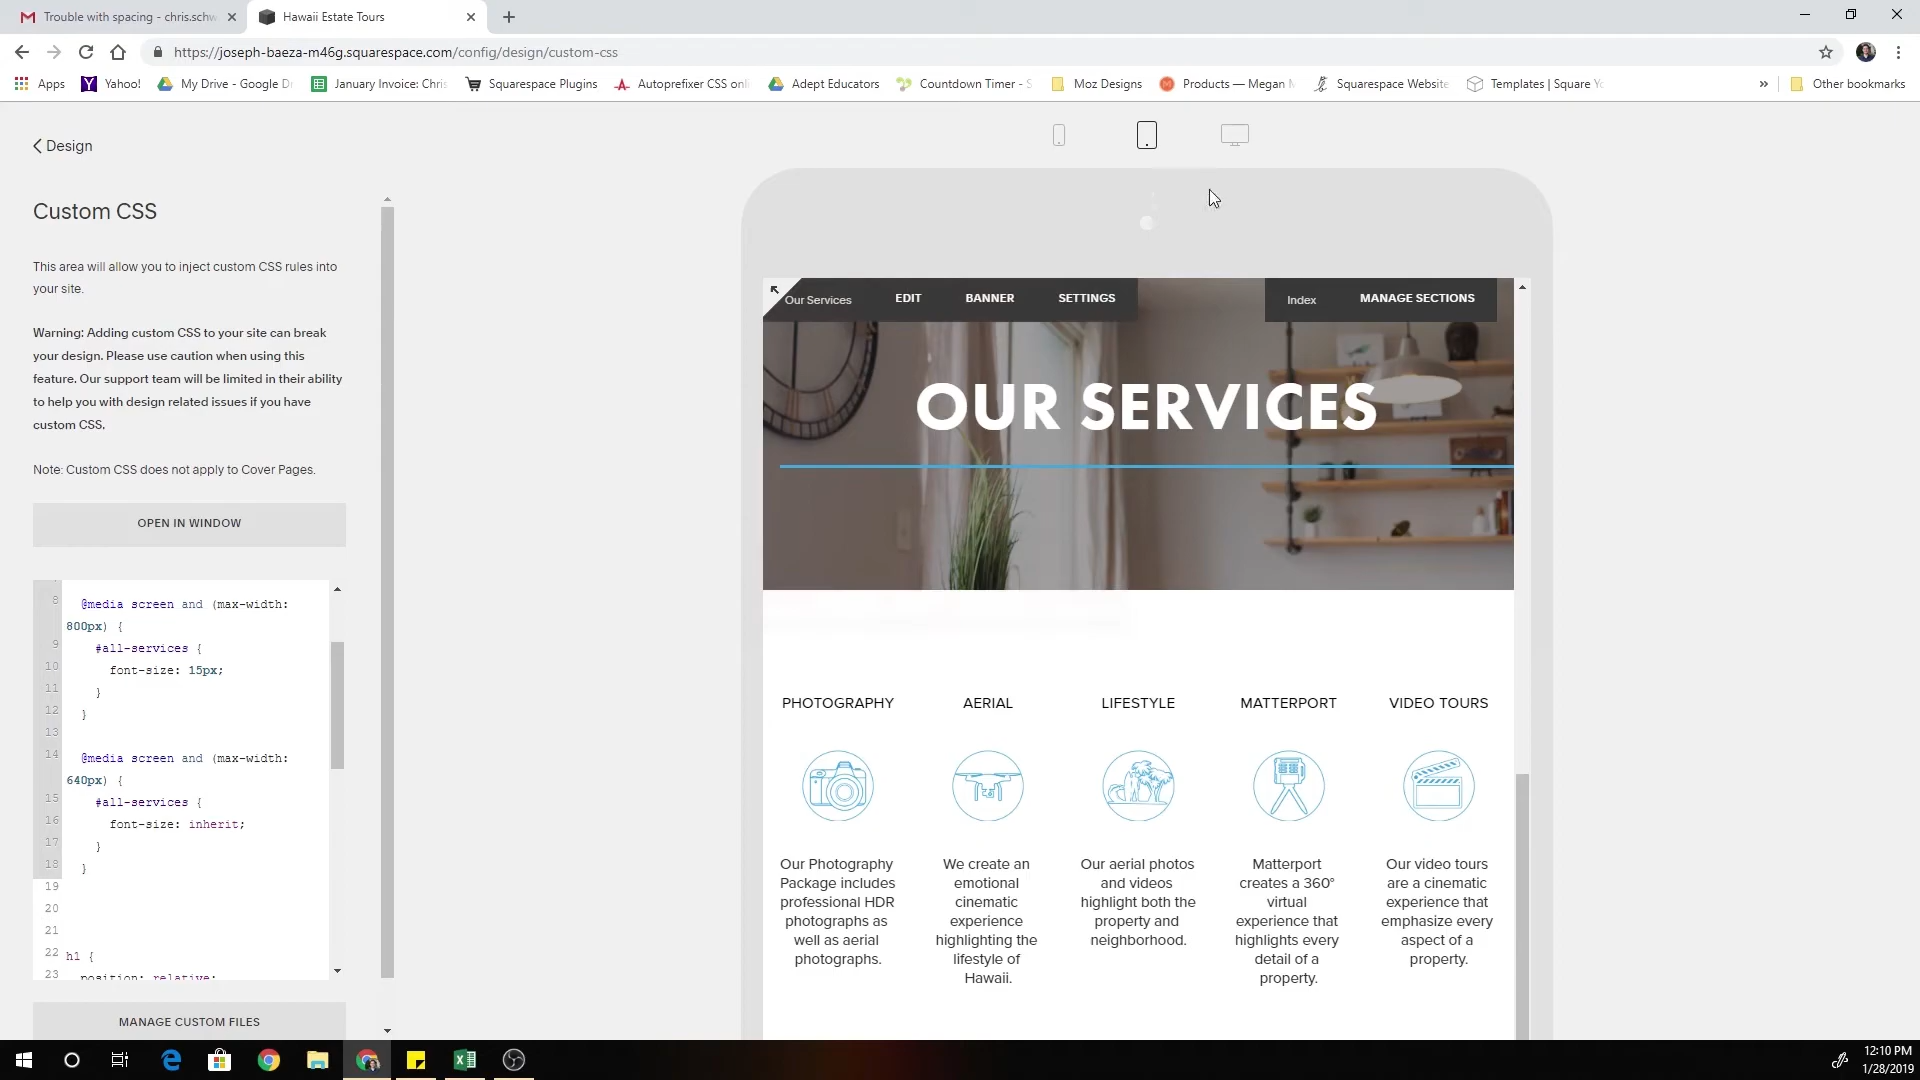 Trouble with spacing - chris.schw
Hawaii Estate Tours
https://joseph-baeza-m46g.squarespace.com/config/design/custom-css
Apps
Yahoo!
My Drive - Google Dr
January Invoice: Chris
Squarespace Plugins
Autoprefixer CSS onli
Adept Educators
Countdown Timer - S
Moz Designs
Products — Megan M
Squarespace Website
Templates | Square Yo
»
Other bookmarks
Design
Custom CSS
This area will allow you to inject custom CSS rules into
your site.
Warning: Adding custom CSS to your site can break
your design. Please use caution when using this
feature. Our support team will be limited in their ability
to help you with design related issues if you have
custom CSS.
Note: Custom CSS does not apply to Cover Pages.
OPEN IN WINDOW
8 @media screen and (max-width:
800px) {
9 #all-services {
10 font-size: 15px;
11 }
12 }
13
14 @media screen and (max-width:
640px) {
15 #all-services {
16 font-size: inherit;
17 }
18 }
19
20
21
22 h1 {
23 position: relative;
MANAGE CUSTOM FILES
Our Services
EDIT
BANNER
SETTINGS
Index
MANAGE SECTIONS
OUR SERVICES
PHOTOGRAPHY
AERIAL
LIFESTYLE
MATTERPORT
VIDEO TOURS
Our Photography
Package includes
professional HDR
photographs as
well as aerial
photographs.
We create an
emotional
cinematic
experience
highlighting the
lifestyle of
Hawaii.
Our aerial photos
and videos
highlight both the
property and
neighborhood.
Matterport
creates a 360°
virtual
experience that
highlights every
detail of a
property.
Our video tours
are a cinematic
experience that
emphasize every
aspect of a
property.
12:10 PM
1/28/2019